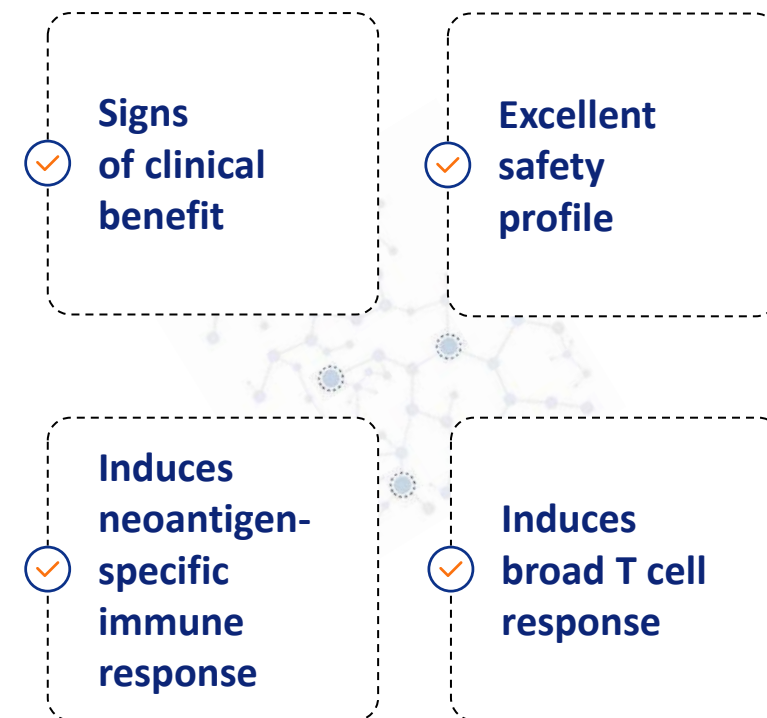 Signs
of clinical
benefit
Excellent
safety
profile
Induces
neoantigen-
specific
immune
response
Induces
broad T cell
response